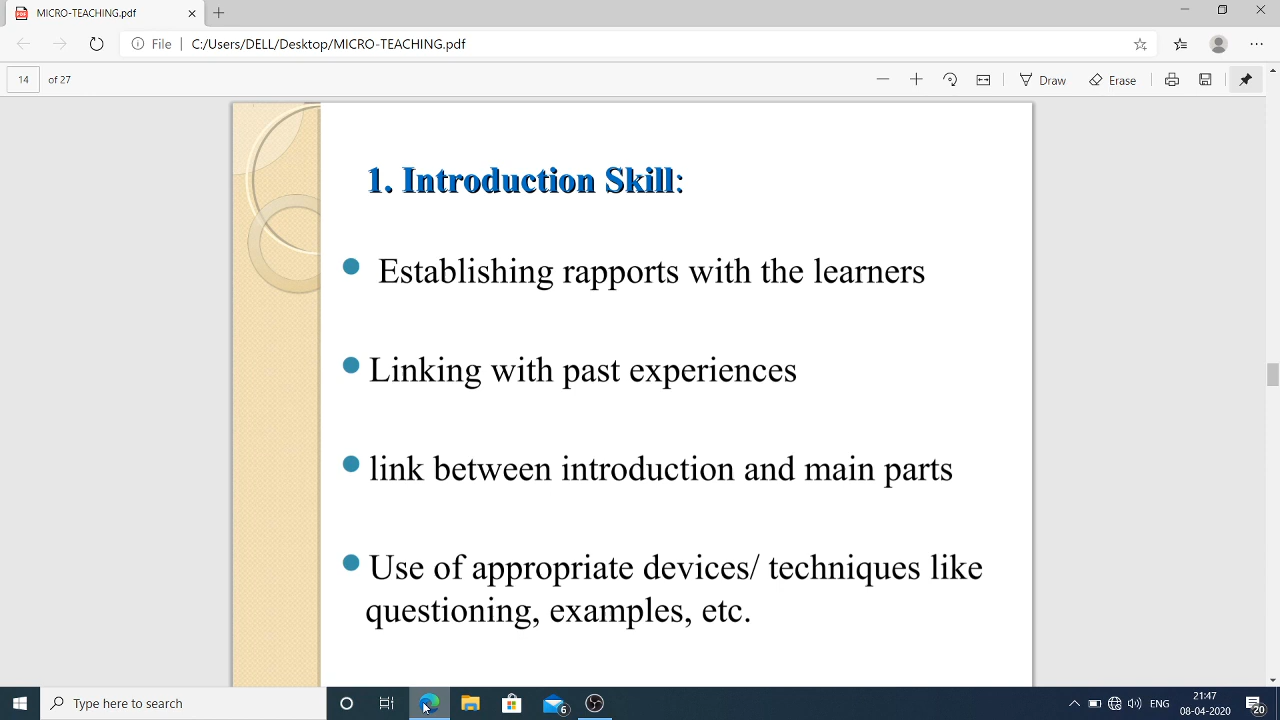 MICRO-TEACHING.pdf
File | C:/Users/DELL/Desktop/MICRO-TEACHING.pdf
14 of 27
Draw Erase
1. Introduction Skill:
Establishing rapports with the learners
Linking with past experiences
link between introduction and main parts
Use of appropriate devices/ techniques like
questioning, examples, etc.
Type here to search
6
ENG
21:47
08-04-2020
20